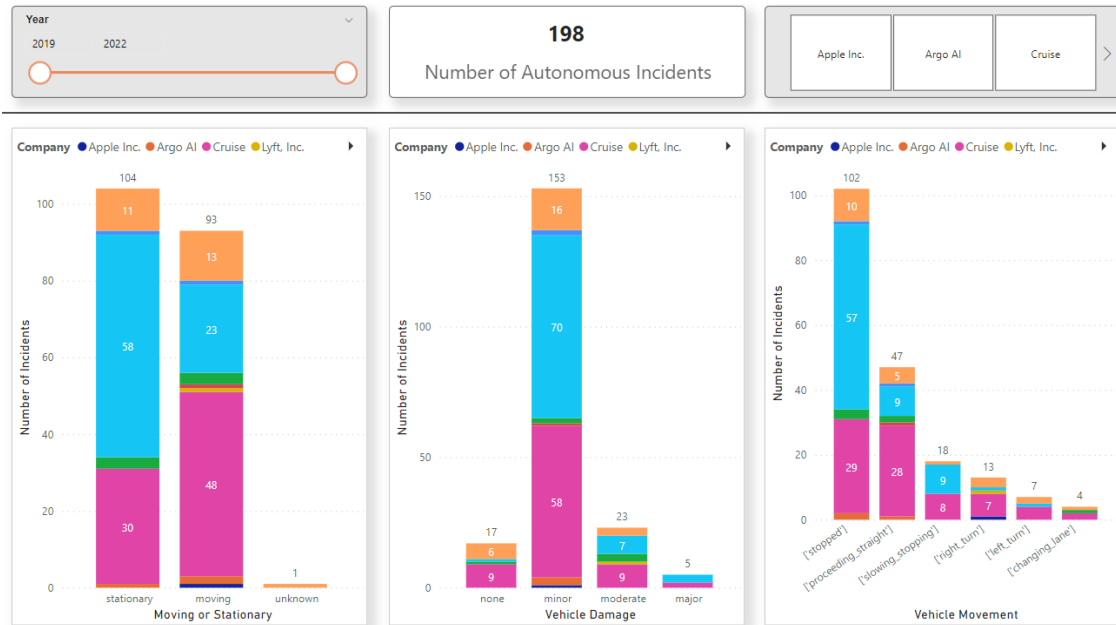 Year
2019 2022
198
Number of Autonomous Incidents
Apple Inc. Argo AI Cruise
Company Apple Inc. Argo AI Cruise Lyft, Inc.
Number of Incidents
100
80
60
40
20
0
104
11
58
30
93
13
23
48
1
stationary moving unknown
Moving or Stationary
Company Apple Inc. Argo AI Cruise Lyft, Inc.
Number of Incidents
150
100
50
0
17
6
9
153
16
70
58
23
7
9
5
none minor moderate major
Vehicle Damage
Company Apple Inc. Argo AI Cruise Lyft, Inc.
Number of Incidents
100
80
60
40
20
0
102
10
57
29
47
5
9
28
18
9
8
13
7
7
4
['stopped']
['proceeding_straight']
['slowing_stopping']
['right_turn']
['left_turn']
['changing_lane']
Vehicle Movement